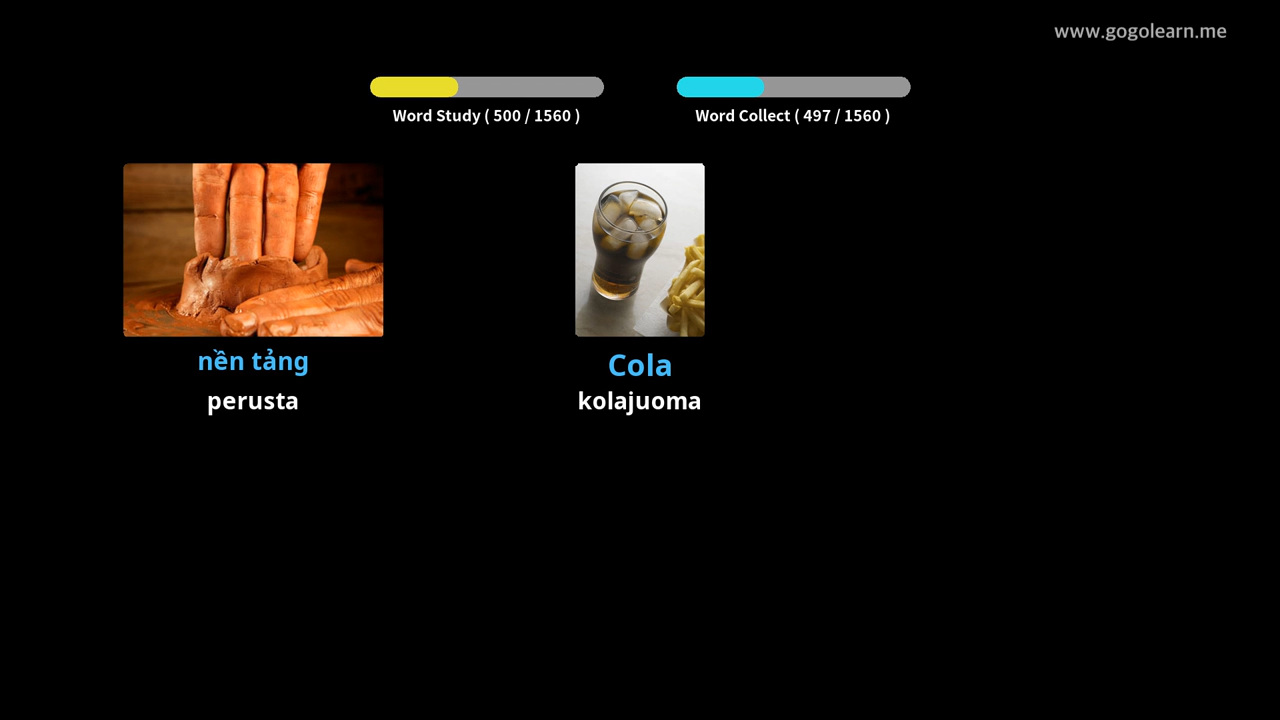 www.gogolearn.me
Word Study ( 500 / 1560 )
Word Collect ( 497 / 1560 )
nền tảng
perusta
Cola
kolajuoma